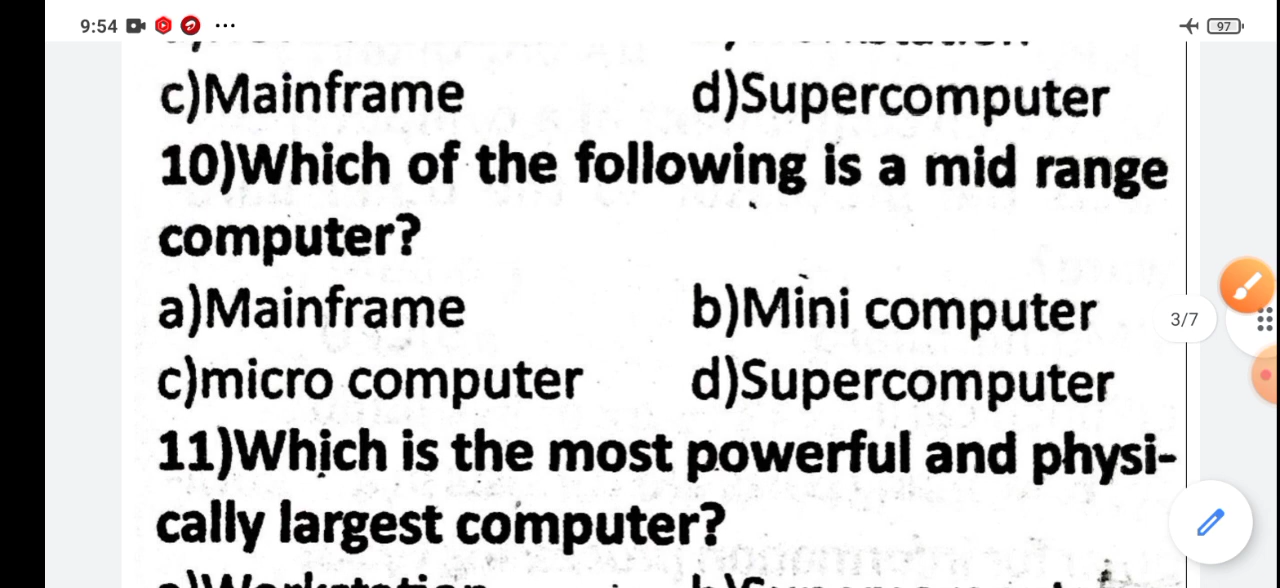 9:54 ...
97
c)Mainframe d)Supercomputer
10)Which of the following is a mid range
computer?
a)Mainframe b)Mini computer
c)micro computer d)Supercomputer
3/7
11)Which is the most powerful and physi-
cally largest computer?